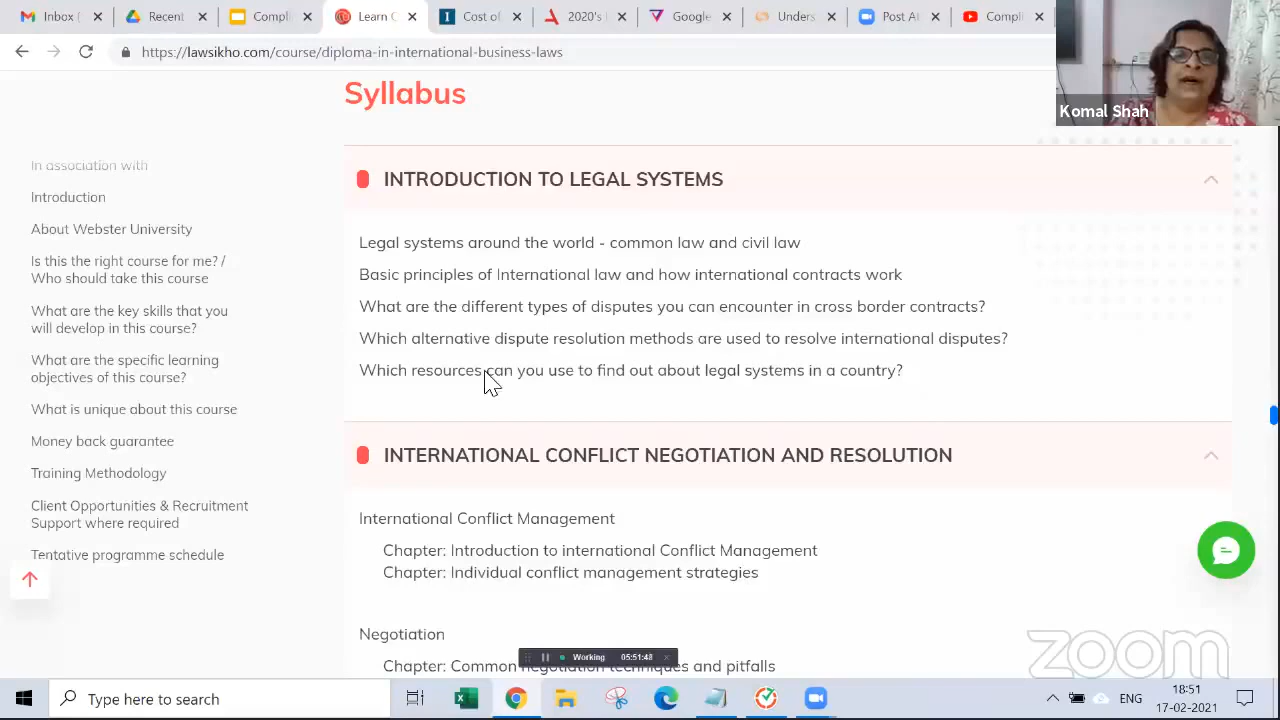 Inbox (
Recent
Compli
Learn C
Cost of
2020's
Google
Unders
Post At
Compli
https://lawsikho.com/course/diploma-in-international-business-laws
Komal Shah
Syllabus
In association with
Introduction
About Webster University
Is this the right course for me? /
Who should take this course
What are the key skills that you
will develop in this course?
What are the specific learning
objectives of this course?
What is unique about this course
Money back guarantee
Training Methodology
Client Opportunities & Recruitment
Support where required
Tentative programme schedule
INTRODUCTION TO LEGAL SYSTEMS
Legal systems around the world - common law and civil law
Basic principles of International law and how international contracts work
What are the different types of disputes you can encounter in cross border contracts?
Which alternative dispute resolution methods are used to resolve international disputes?
Which resources can you use to find out about legal systems in a country?
INTERNATIONAL CONFLICT NEGOTIATION AND RESOLUTION
International Conflict Management
Chapter: Introduction to international Conflict Management
Chapter: Individual conflict management strategies
Negotiation
Chapter: Common negotiation techniques and pitfalls
Working 05:51:48
zoom
Type here to search
ENG
18:51
17-02-2021